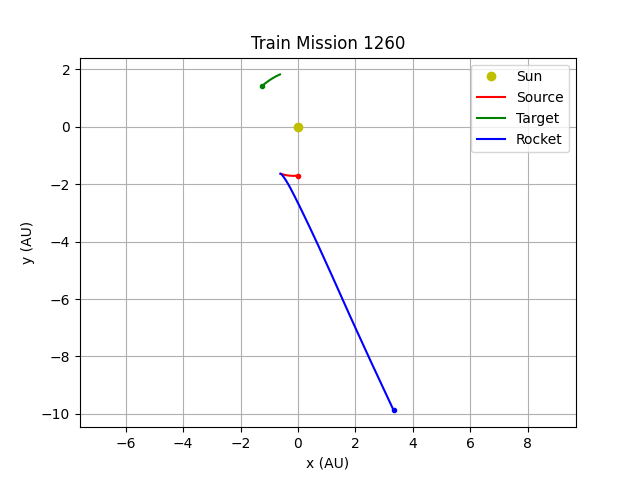 Train Mission 1260
Sun
Source
Target
Rocket
2
0
−2
−4
−6
−8
−10
y (AU)
−6
−4
−2
0
2
4
6
8
x (AU)